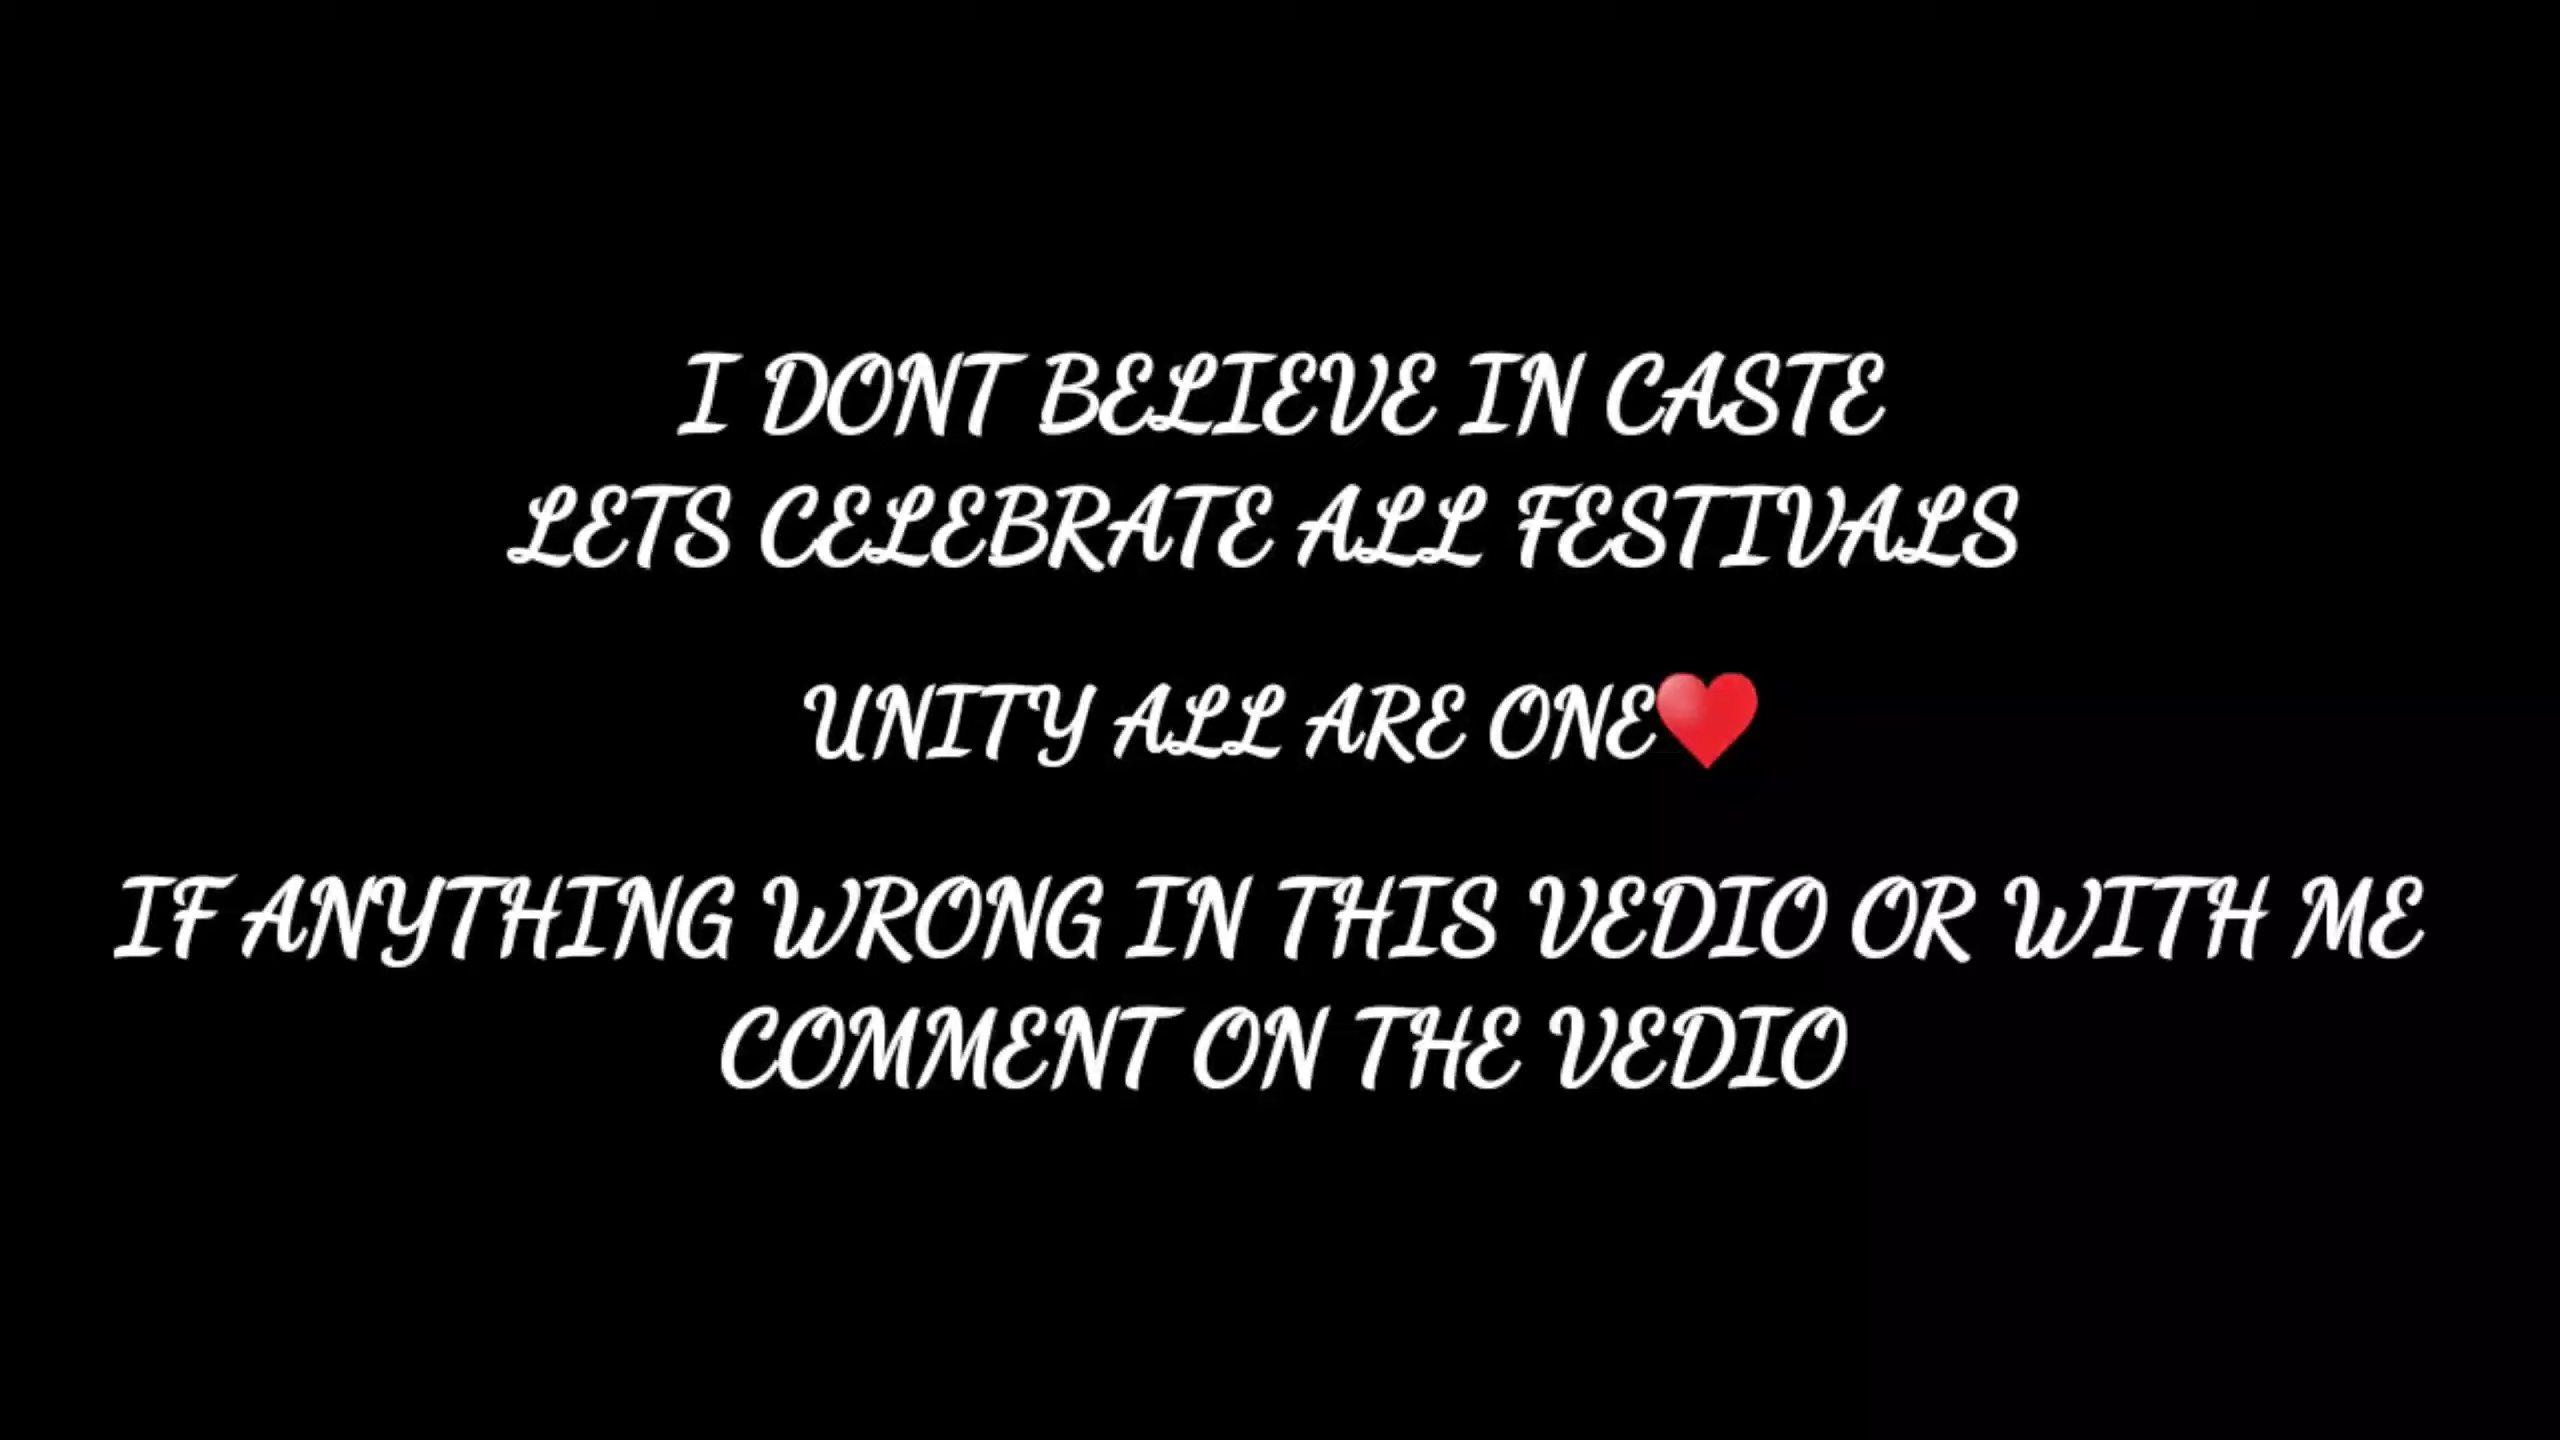 I DONT BELIEVE IN CASTE
LETS CELEBRATE ALL FESTIVALS
UNITY ALL ARE ONE♥
IF ANYTHING WRONG IN THIS VEDIO OR WITH ME
COMMENT ON THE VEDIO